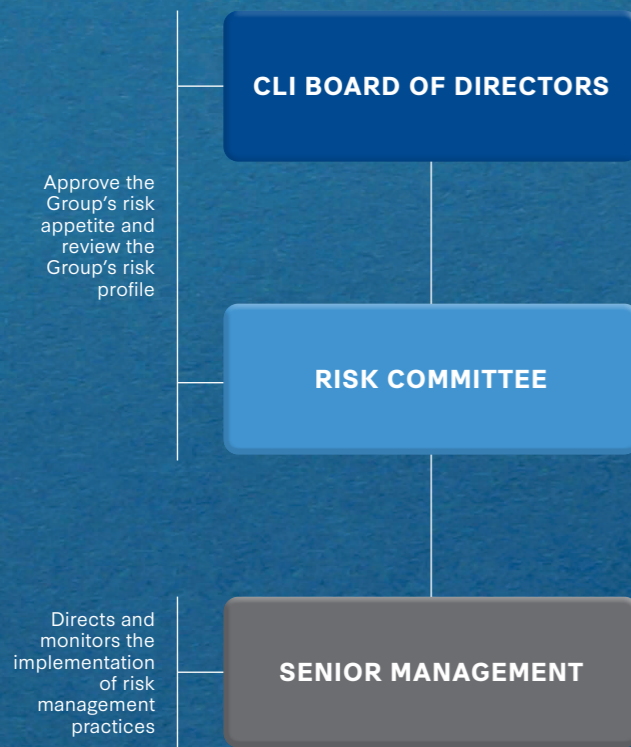 CLI BOARD OF DIRECTORS
Approve the
Group’s risk
appetite and
review the
Group’s risk
profile
RISK COMMITTEE
Directs and
monitors the
implementation
of risk
management
practices
SENIOR MANAGEMENT